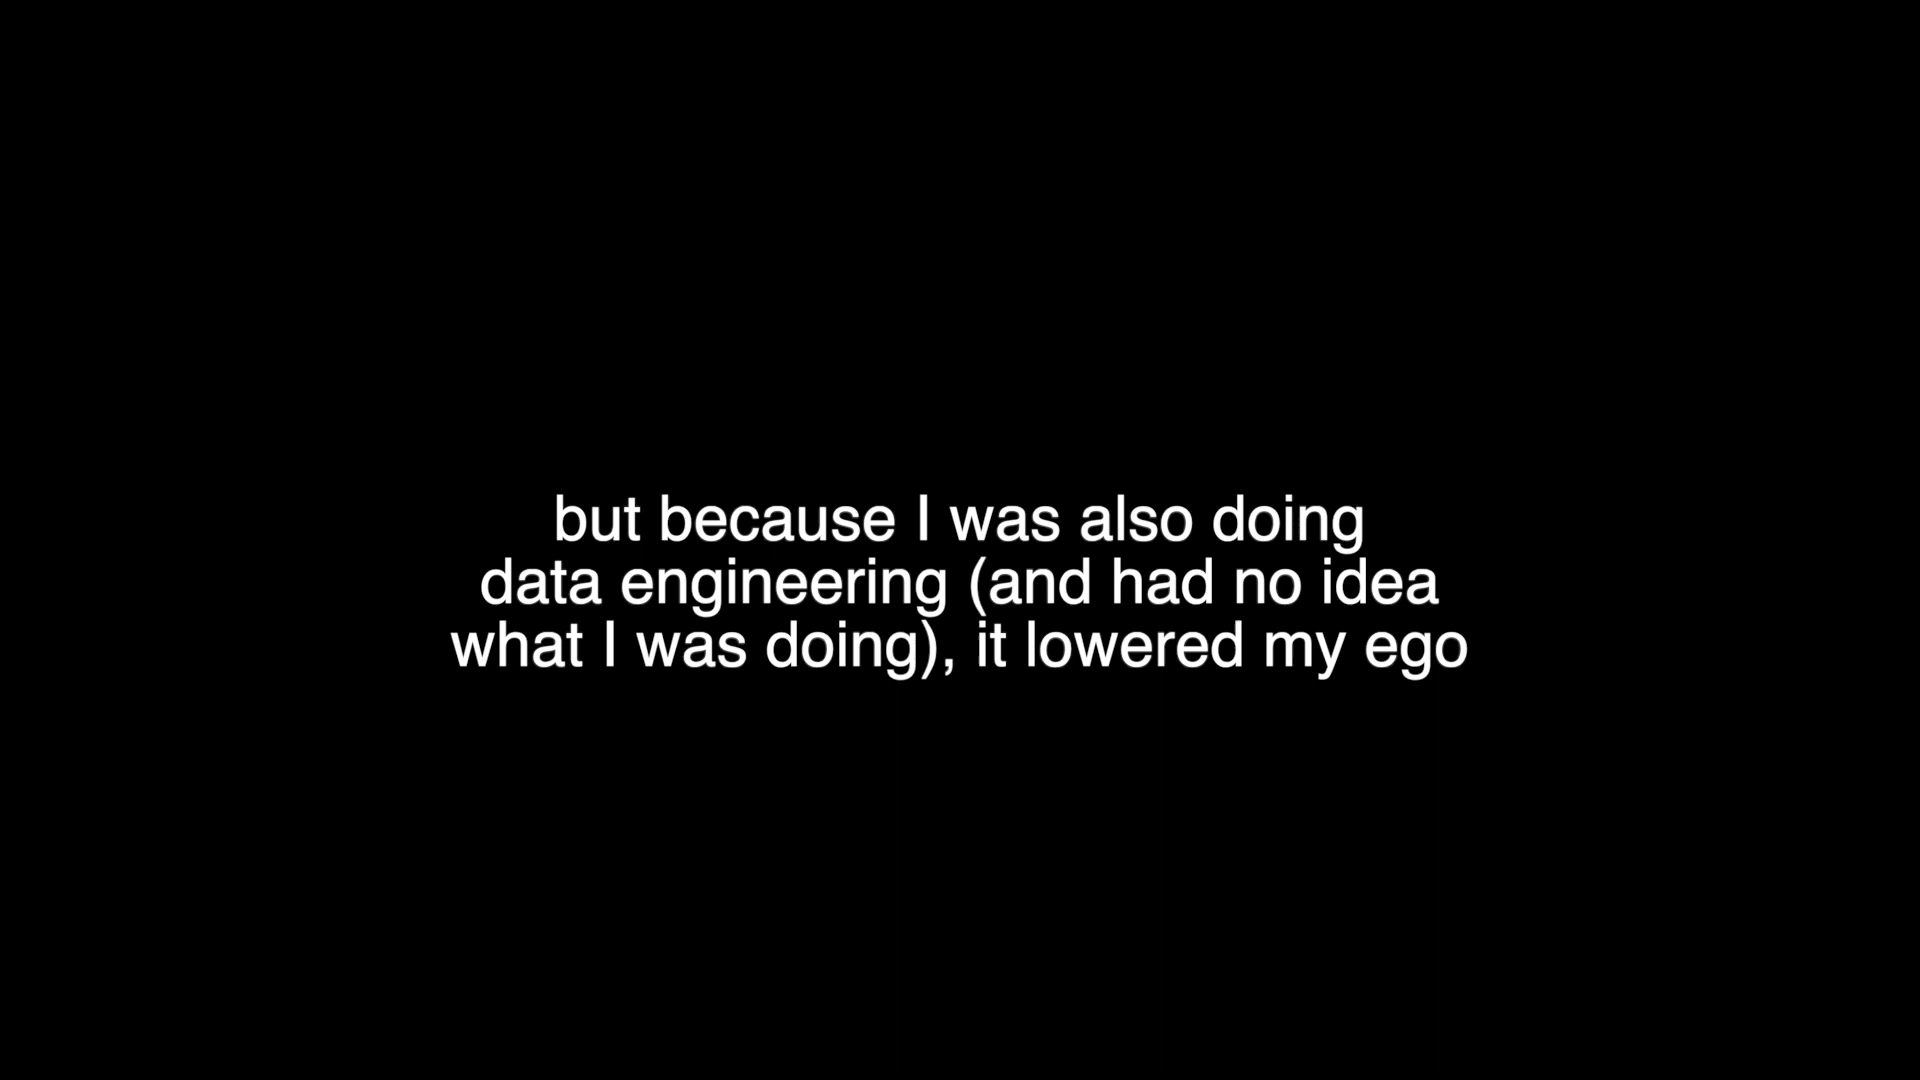 but because I was also doing
data engineering (and had no idea
what I was doing), it lowered my ego